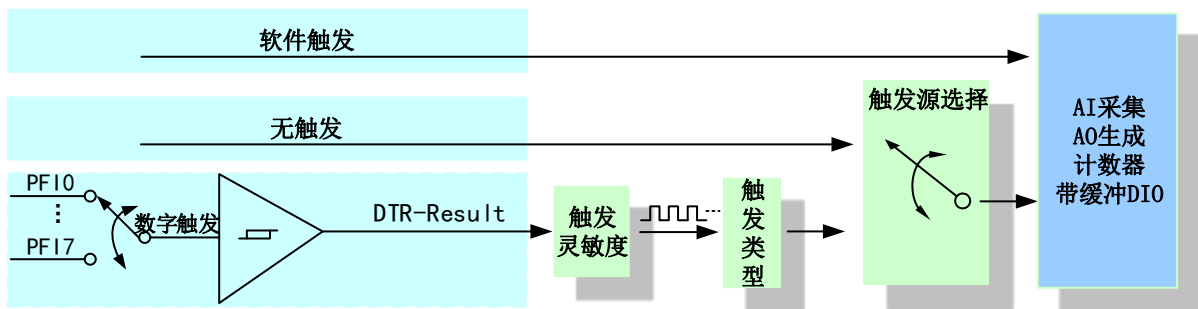 软件触发
无触发
PFI0
⋮
PFI7
数字触发
DTR-Result
触发
灵敏度
触
发
类
型
触发源选择
AI采集
AO生成
计数器
带缓冲DIO